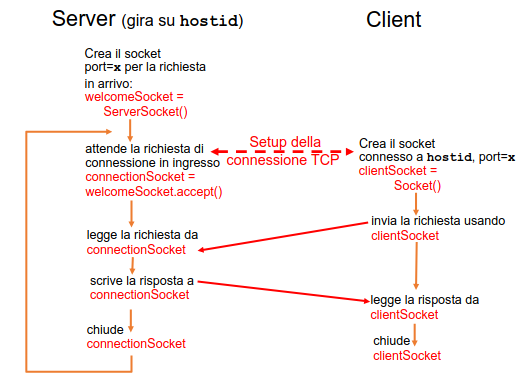 Server (gira su hostid)
Crea il socket
port=x per la richiesta
in arrivo:
welcomeSocket =
ServerSocket()
attende la richiesta di
connessione in ingresso
connectionSocket =
welcomeSocket.accept()
legge la richiesta da
connectionSocket
scrive la risposta a
connectionSocket
chiude
connectionSocket
Setup della
connessione TCP
Client
Crea il socket
connesso a hostid, port=x
clientSocket =
Socket()
invia la richiesta usando
clientSocket
legge la risposta da
clientSocket
chiude
clientSocket